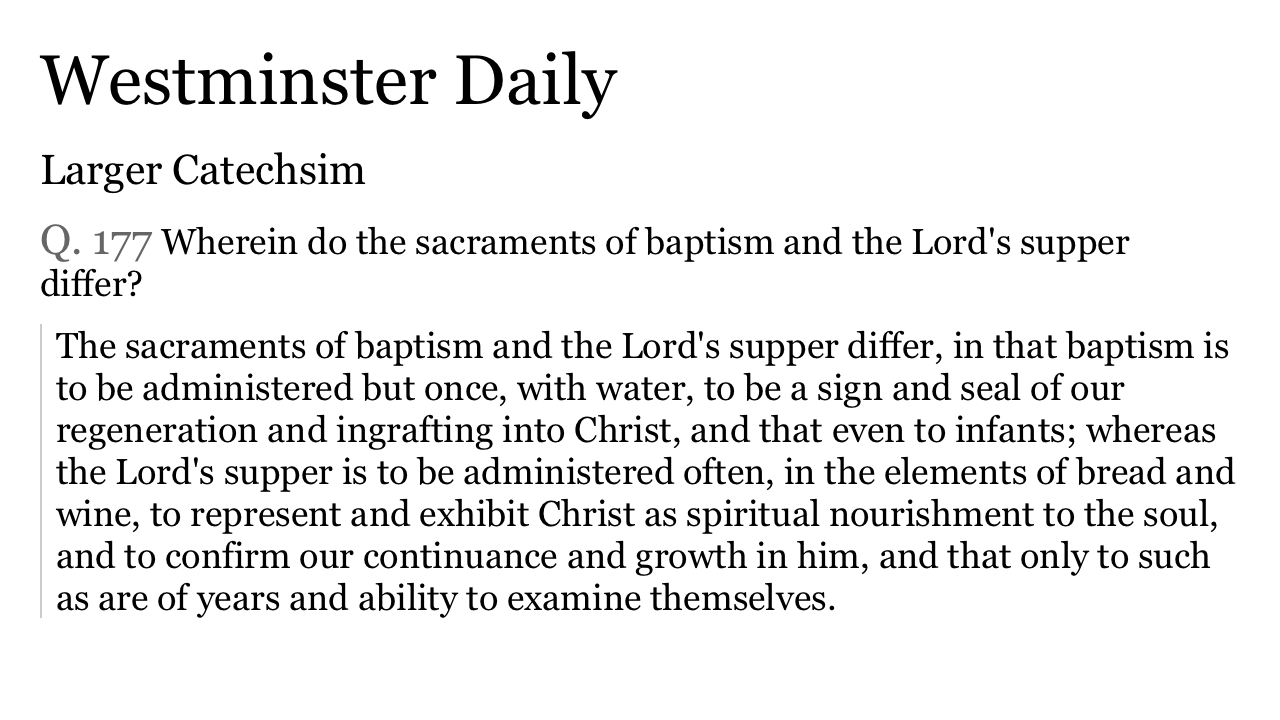 Westminster Daily
Larger Catechsim
Q. 177 Wherein do the sacraments of baptism and the Lord's supper
differ?
The sacraments of baptism and the Lord's supper differ, in that baptism is
to be administered but once, with water, to be a sign and seal of our
regeneration and ingrafting into Christ, and that even to infants; whereas
the Lord's supper is to be administered often, in the elements of bread and
wine, to represent and exhibit Christ as spiritual nourishment to the soul,
and to confirm our continuance and growth in him, and that only to such
as are of years and ability to examine themselves.